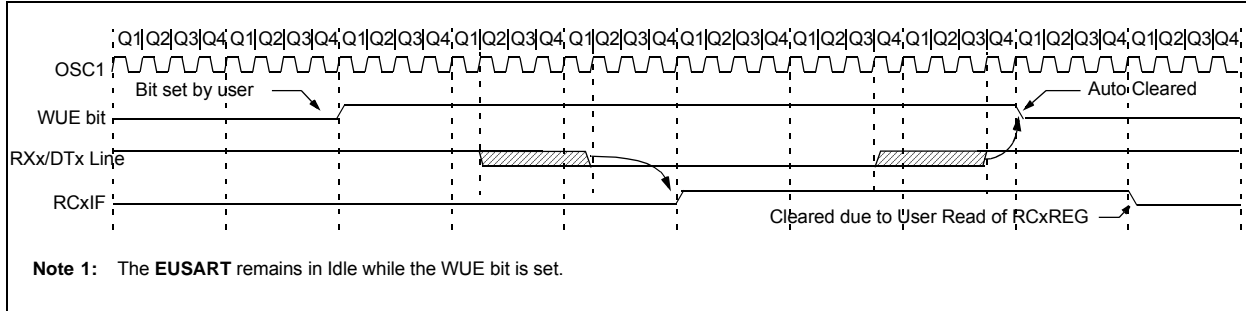 Q1 Q2 Q3 Q4 Q1 Q2 Q3 Q4 Q1 Q2 Q3 Q4 Q1 Q2 Q3 Q4 Q1 Q2 Q3 Q4 Q1 Q2 Q3 Q4 Q1 Q2 Q3 Q4 Q1 Q2 Q3 Q4 Q1 Q2 Q3 Q4 Q1 Q2 Q3 Q4
OSC1
Bit set by user
Auto Cleared
WUE bit
RXx/DTx Line
RCxIF
Cleared due to User Read of RCxREG
Note 1: The EUSART remains in Idle while the WUE bit is set.